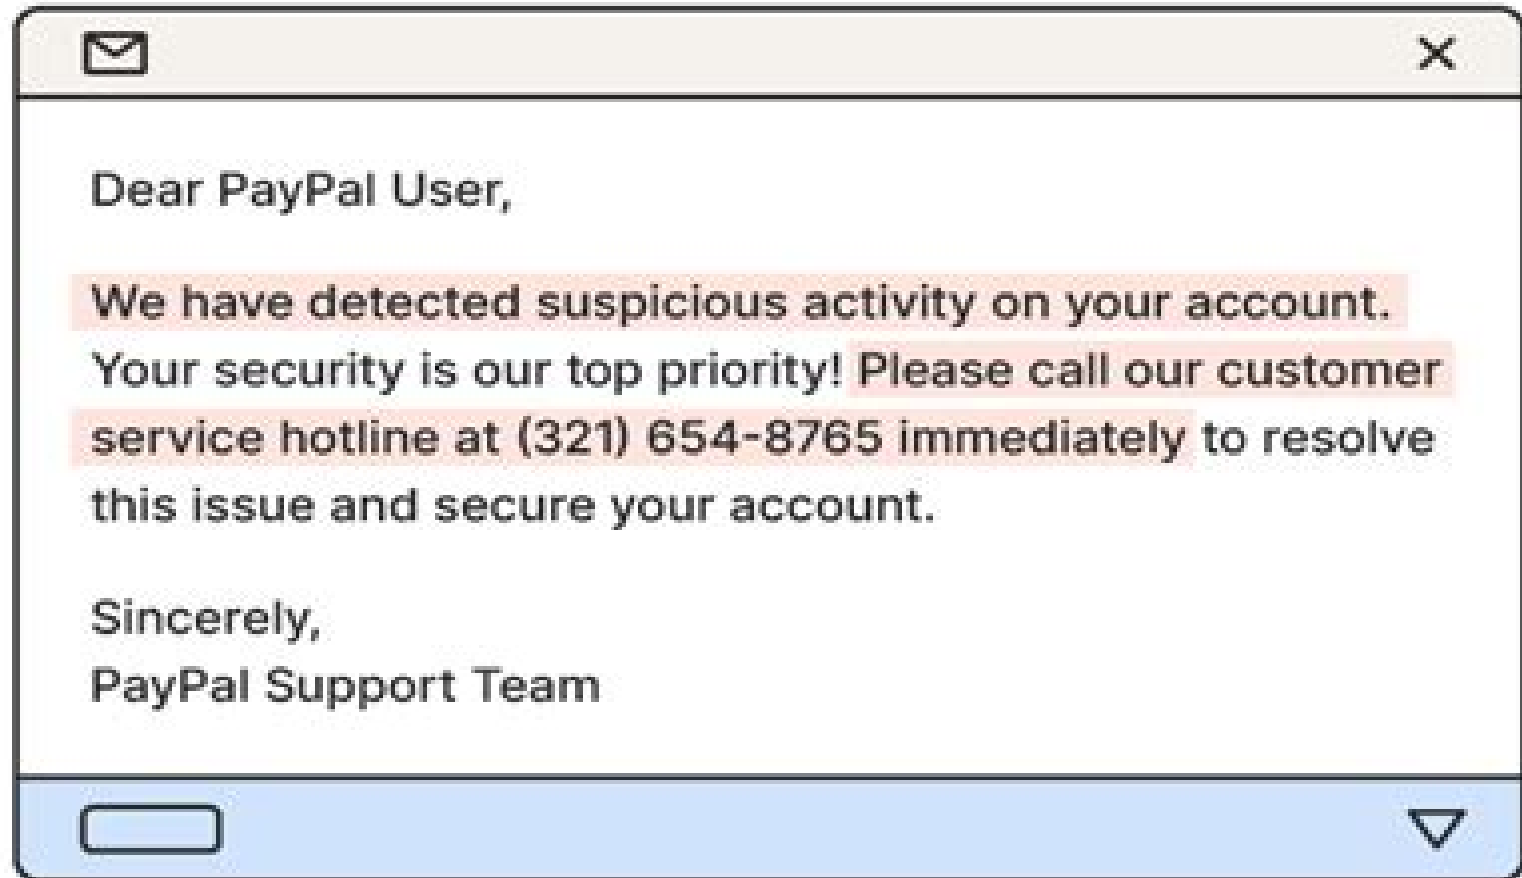 Dear PayPal User,
We have detected suspicious activity on your account.
Your security is our top priority! Please call our customer
service hotline at (321) 654-8765 immediately to resolve
this issue and secure your account.
Sincerely,
PayPal Support Team